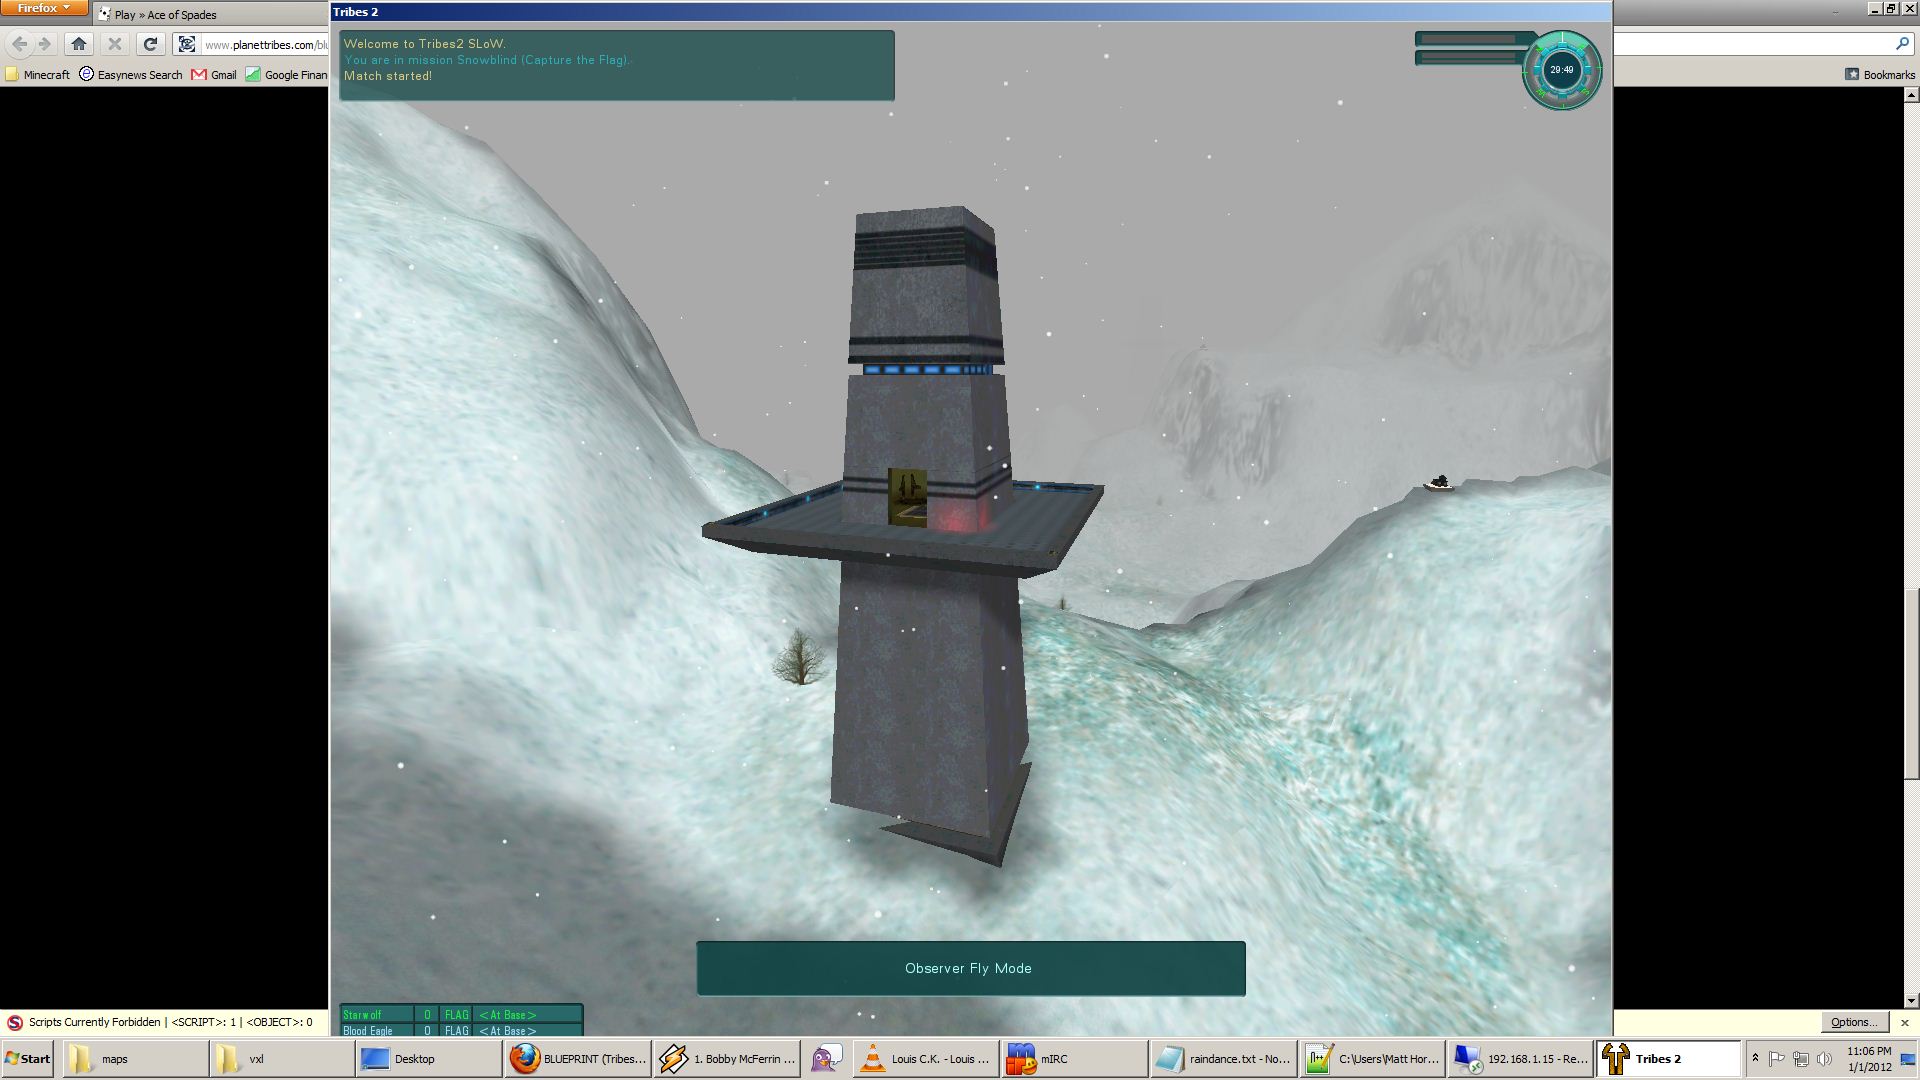 Firefox
Play » Ace of Spades
Tribes 2
www.planettribes.com/blu
Minecraft
Easynews Search
Gmail
Google Finan
Bookmarks
Welcome to Tribes2 SLoW.
You are in mission Snowblind (Capture the Flag).
Match started!
29:49
Observer Fly Mode
Starwolf 0 FLAG <At Base>
Blood Eagle 0 FLAG <At Base>
Scripts Currently Forbidden | <SCRIPT>: 1 | <OBJECT>: 0
Options...
Start
maps
vxl
Desktop
BLUEPRINT (Tribes...
1. Bobby McFerrin ...
Louis C.K. - Louis ...
mIRC
raindance.txt - No...
C:\Users\Matt Hor...
192.168.1.15 - Re...
Tribes 2
11:06 PM
1/1/2012